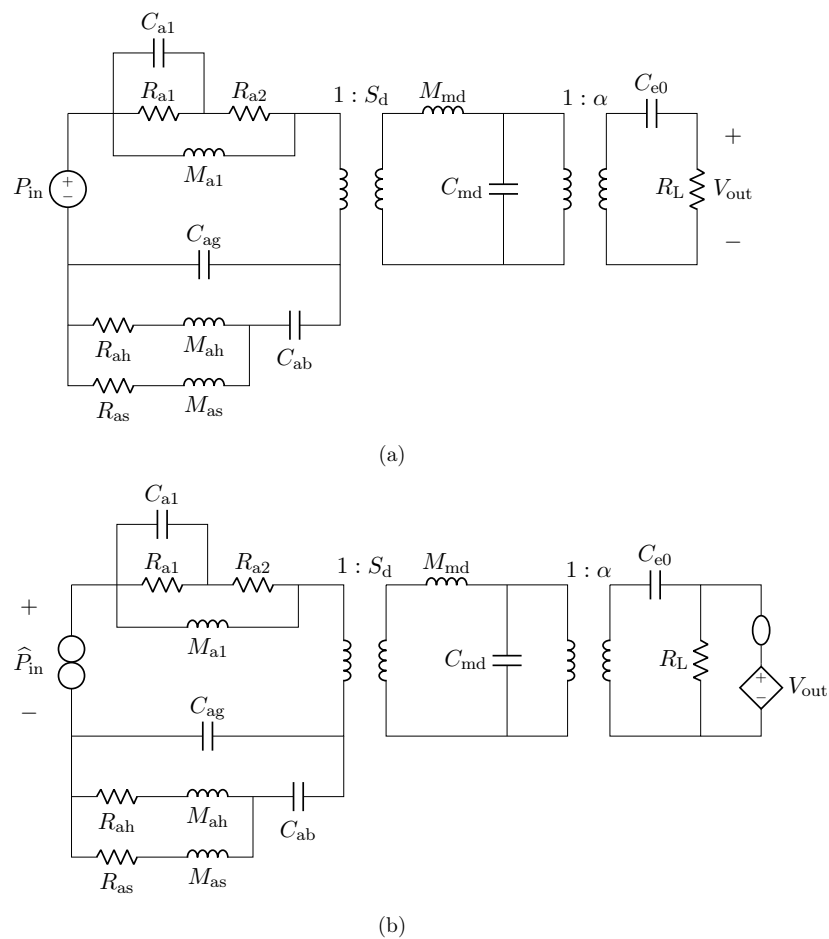 C_a1
R_a1 R_a2
M_a1
1 : S_d
M_md
1 : α
C_e0
P_in + −
C_md
R_L
+
V_out
−
C_ag
R_ah M_ah C_ab
R_as M_as
(a)
C_a1
R_a1 R_a2
M_a1
1 : S_d
M_md
1 : α
C_e0
+
P̂_in
−
C_md
R_L
+ − V_out
C_ag
R_ah M_ah C_ab
R_as M_as
(b)